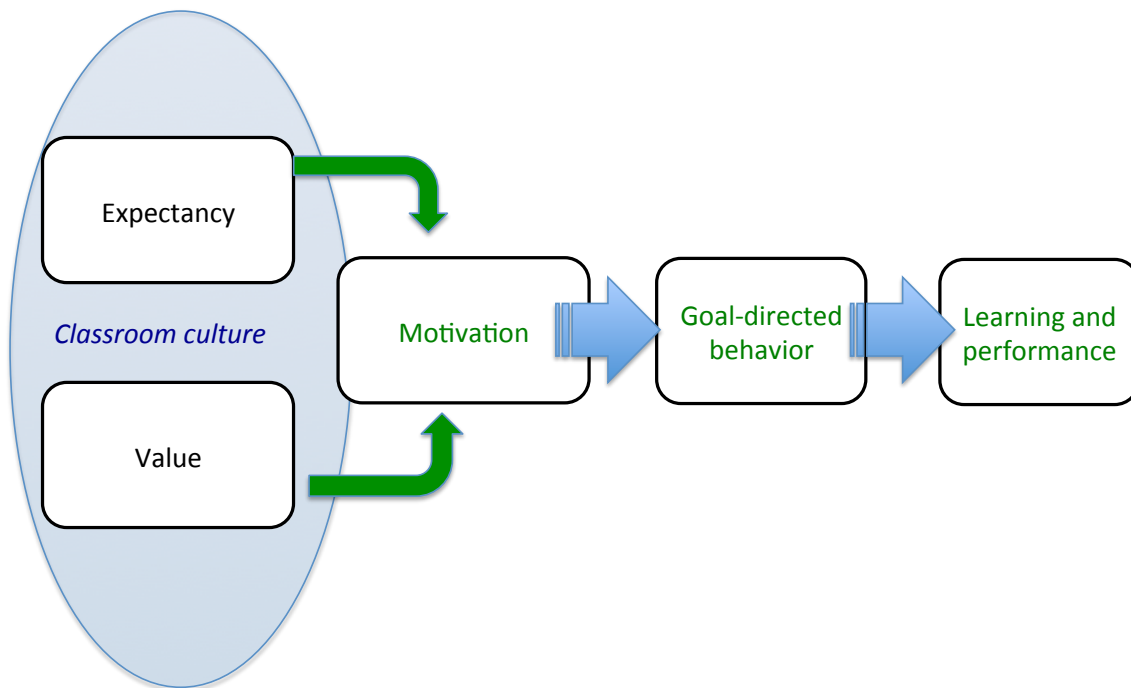 Expectancy
Classroom culture
Value
Motivation
Goal-directed
behavior
Learning and
performance